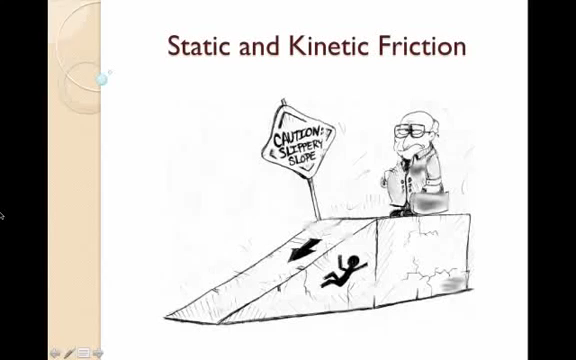 Static and Kinetic Friction
CAUTION:
SLIPPERY
SLOPE